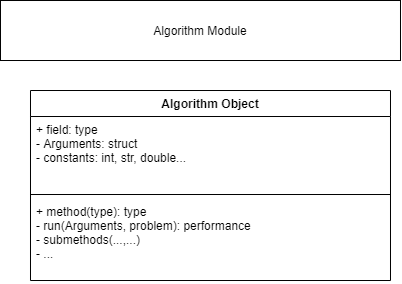 Algorithm Module
Algorithm Object
+ field: type
- Arguments: struct
- constants: int, str, double...
+ method(type): type
- run(Arguments, problem): performance
- submethods(...,...)
- ...